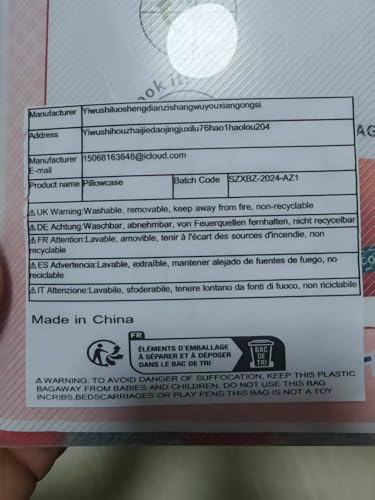 ook it
Manufacturer Yiwushiluoshengdianzishangwuyouxiangongsi
Address Yiwushihouzhaijiedaojingjuxilu76hao1haolou204
Manufacturer E-mail 15068163848@icloud.com
Product name Pillowcase Batch Code SZXBZ-2024-AZ1
⚠UK Warning:Washable, removable, keep away from fire, non-recyclable
⚠DE Achtung:Waschbar, abnehmbar, von Feuerquellen fernhalten, nicht recycelbar
⚠FR Attention:Lavable, amovible, tenir à l'écart des sources d'incendie, non
recyclable
⚠ES Advertencia:Lavable, extraíble, mantener alejado de fuentes de fuego, no
reciclable
⚠IT Attenzione:Lavabile, sfoderabile, tenere lontano da fonti di fuoco, non riciclabile
Made in China
FR
ÉLÉMENTS D'EMBALLAGE
À SÉPARER ET À DÉPOSER
DANS LE BAC DE TRI
BAC
DE
TRI
⚠WARNING: TO AVOID DANGER OF SUFFOCATION, KEEP THIS PLASTIC
BAGAWAY FROM BABIES AND CHILDREN. DO NOT USE THIS BAG
INCRIBS,BEDSCARRIAGES OR PLAY PENS THIS BAG IS NOT A TOY